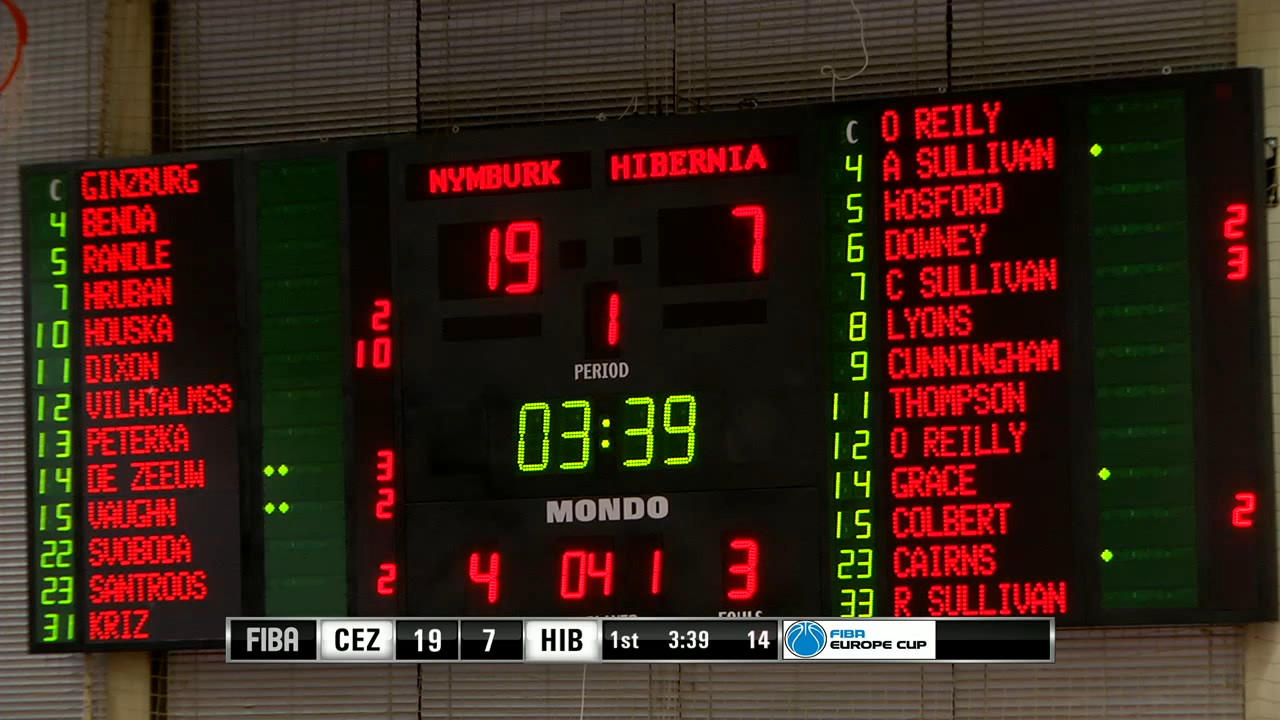 C GINZBURG
4 BENDA
5 RANDLE
7 HRUBAN
10 HOUSKA 2
11 DIXON 10
12 VILHJALMSS
13 PETERKA
14 DE ZEEUW 3
15 VAUGHN 2
22 SVOBODA
23 SAMTROOS 2
31 KRIZ
NYMBURK HIBERNIA
19 7
1
PERIOD
03:39
MONDO
4 04 1 3
FOULS
C O REILY
4 A SULLIVAN
5 HOSFORD 2
6 DOWNEY 3
7 C SULLIVAN
8 LYONS
9 CUNNINGHAM
11 THOMPSON
12 O REILLY
14 GRACE
15 COLBERT 2
23 CAIRNS
33 R SULLIVAN
FIBA CEZ 19 7 HIB 1st 3:39 14 FIBA EUROPE CUP